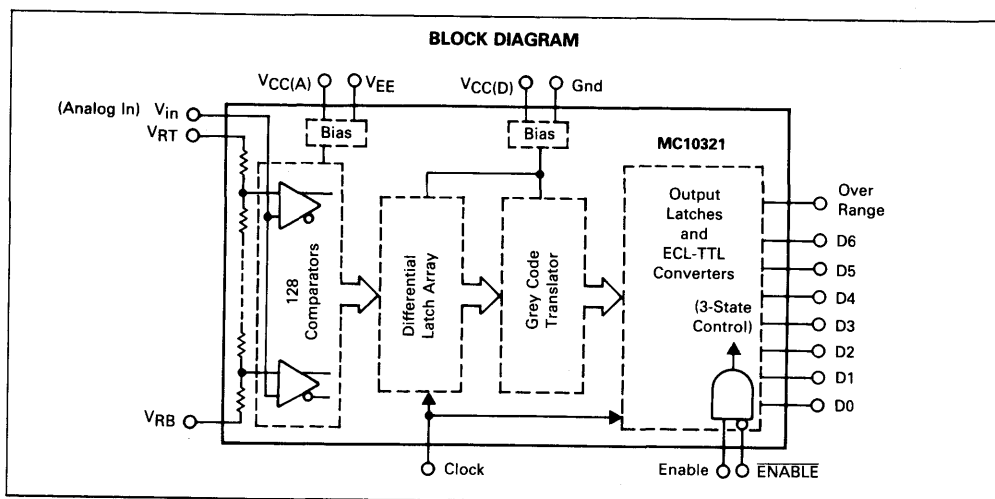 BLOCK DIAGRAM
VCC(A) VEE VCC(D) Gnd
(Analog In) Vin
VRT
Bias
Bias
MC10321
128 Comparators
Differential Latch Array
Grey Code Translator
Output
Latches
and
ECL-TTL
Converters
(3-State
Control)
Over
Range
D6
D5
D4
D3
D2
D1
D0
VRB
Clock
Enable
ENABLE